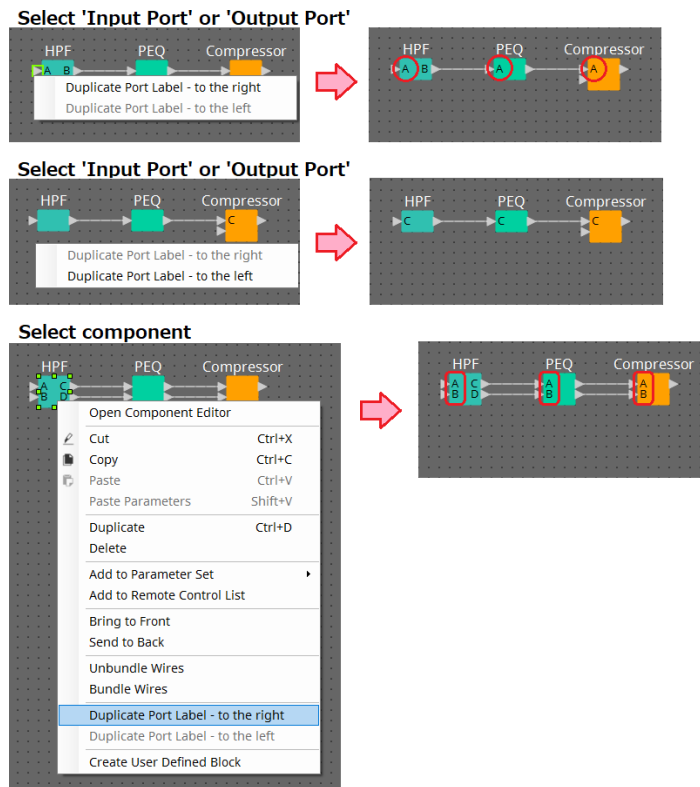 Select 'Input Port' or 'Output Port'
HPF PEQ Compressor
A B
Duplicate Port Label - to the right
Duplicate Port Label - to the left
HPF PEQ Compressor
A B A A
Select 'Input Port' or 'Output Port'
HPF PEQ Compressor
C
Duplicate Port Label - to the right
Duplicate Port Label - to the left
HPF PEQ Compressor
C C C
Select component
HPF PEQ Compressor
A C
B D
Open Component Editor
Cut Ctrl+X
Copy Ctrl+C
Paste Ctrl+V
Paste Parameters Shift+V
Duplicate Ctrl+D
Delete
Add to Parameter Set
Add to Remote Control List
Bring to Front
Send to Back
Unbundle Wires
Bundle Wires
Duplicate Port Label - to the right
Duplicate Port Label - to the left
Create User Defined Block
HPF PEQ Compressor
A C A A
B D B B